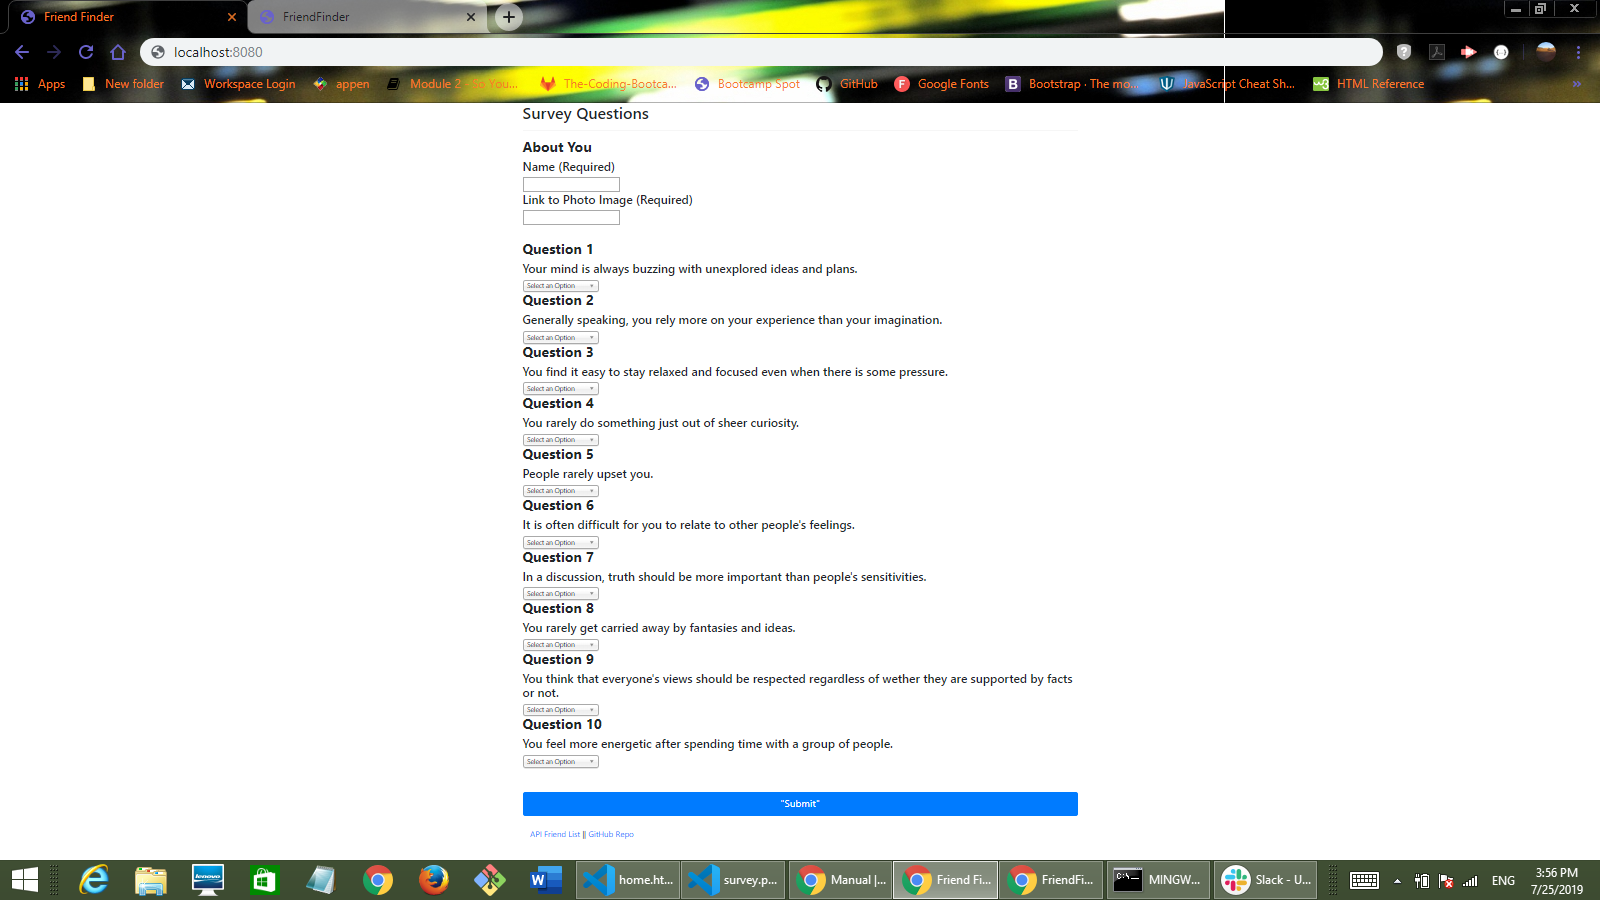 Friend Finder
FriendFinder
localhost:8080
Apps
New folder
Workspace Login
appen
Bootcamp Spot
The-Coding-Bootca...
GitHub
Google Fonts
Bootstrap · The mo...
JavaScript Cheat Sh...
HTML Reference
Survey Questions
About You
Name (Required)
Link to Photo Image (Required)
Question 1
Your mind is always buzzing with unexplored ideas and plans.
Select an Option
Question 2
Generally speaking, you rely more on your experience than your imagination.
Select an Option
Question 3
You find it easy to stay relaxed and focused even when there is some pressure.
Select an Option
Question 4
You rarely do something just out of sheer curiosity.
Select an Option
Question 5
People rarely upset you.
Select an Option
Question 6
It is often difficult for you to relate to other people's feelings.
Select an Option
Question 7
In a discussion, truth should be more important than people's sensitivities.
Select an Option
Question 8
You rarely get carried away by fantasies and ideas.
Select an Option
Question 9
You think that everyone's views should be respected regardless of wether they are supported by facts
or not.
Select an Option
Question 10
You feel more energetic after spending time with a group of people.
Select an Option
"Submit"
API Friend List || GitHub Repo
home.ht...
survey.p...
Manual |...
Friend Fi...
FriendFi...
MINGW...
Slack - U...
ENG
3:56 PM
7/25/2019